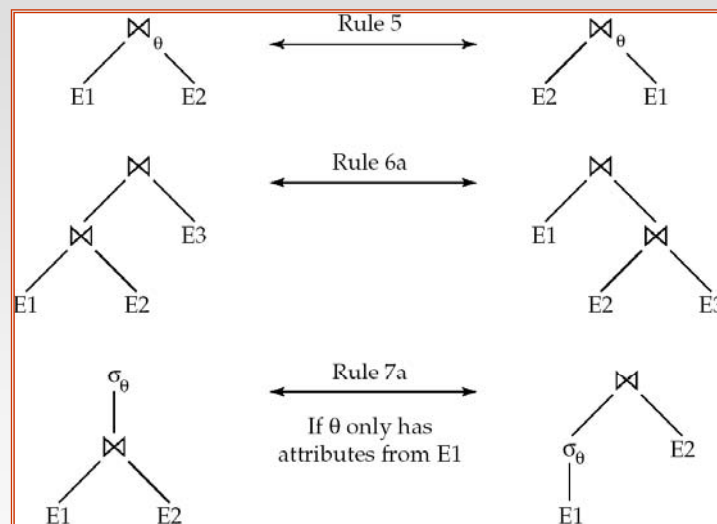 ⋈θ Rule 5 ⋈θ
E1 E2 E2 E1
⋈ Rule 6a ⋈
⋈ E3 E1 ⋈
E1 E2 E2 E3
σθ Rule 7a ⋈
If θ only has
⋈ attributes from E1 σθ E2
E1 E2 E1